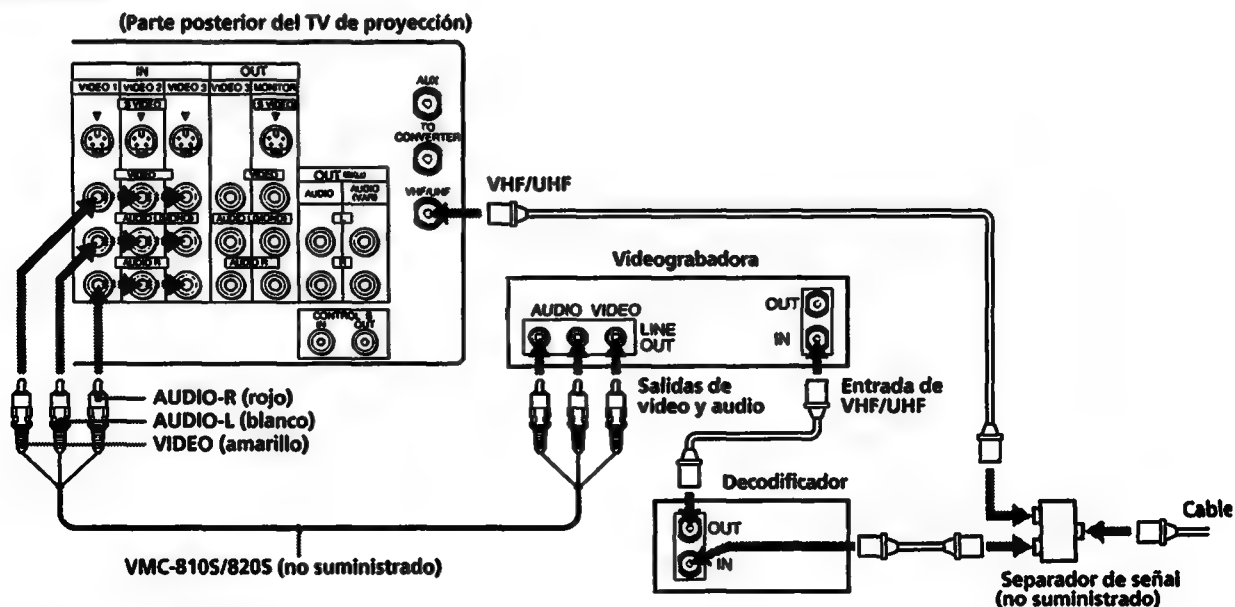 (Parte posterior del TV de proyección)
IN
OUT
VIDEO 1 VIDEO 2 VIDEO 3 VIDEO 3 MONITOR
S VIDEO
S VIDEO
AUX
TO
CONVERTER
VIDEO
VIDEO
OUT
AUDIO
AUDIO
(VAR)
VHF/UHF
VHF/UHF
AUDIO L(MONO)
AUDIO L(MONO)
L
AUDIO R
AUDIO R
R
CONTROL S
IN
OUT
Videograbadora
AUDIO VIDEO
LINE
OUT
OUT
IN
AUDIO-R (rojo)
AUDIO-L (blanco)
VIDEO (amarillo)
Salidas de
video y audio
Entrada de
VHF/UHF
Decodificador
OUT
IN
Cable
VMC-810S/820S (no suministrado)
Separador de señal
(no suministrado)